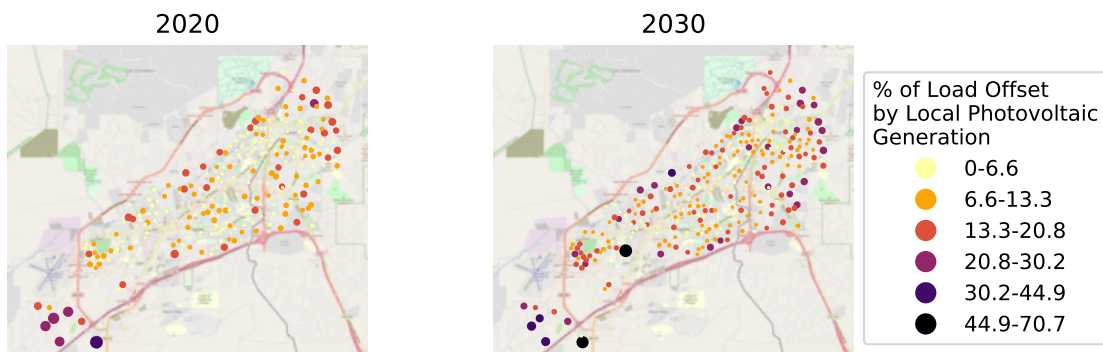 2020
2030
% of Load Offset
by Local Photovoltaic
Generation
0-6.6
6.6-13.3
13.3-20.8
20.8-30.2
30.2-44.9
44.9-70.7